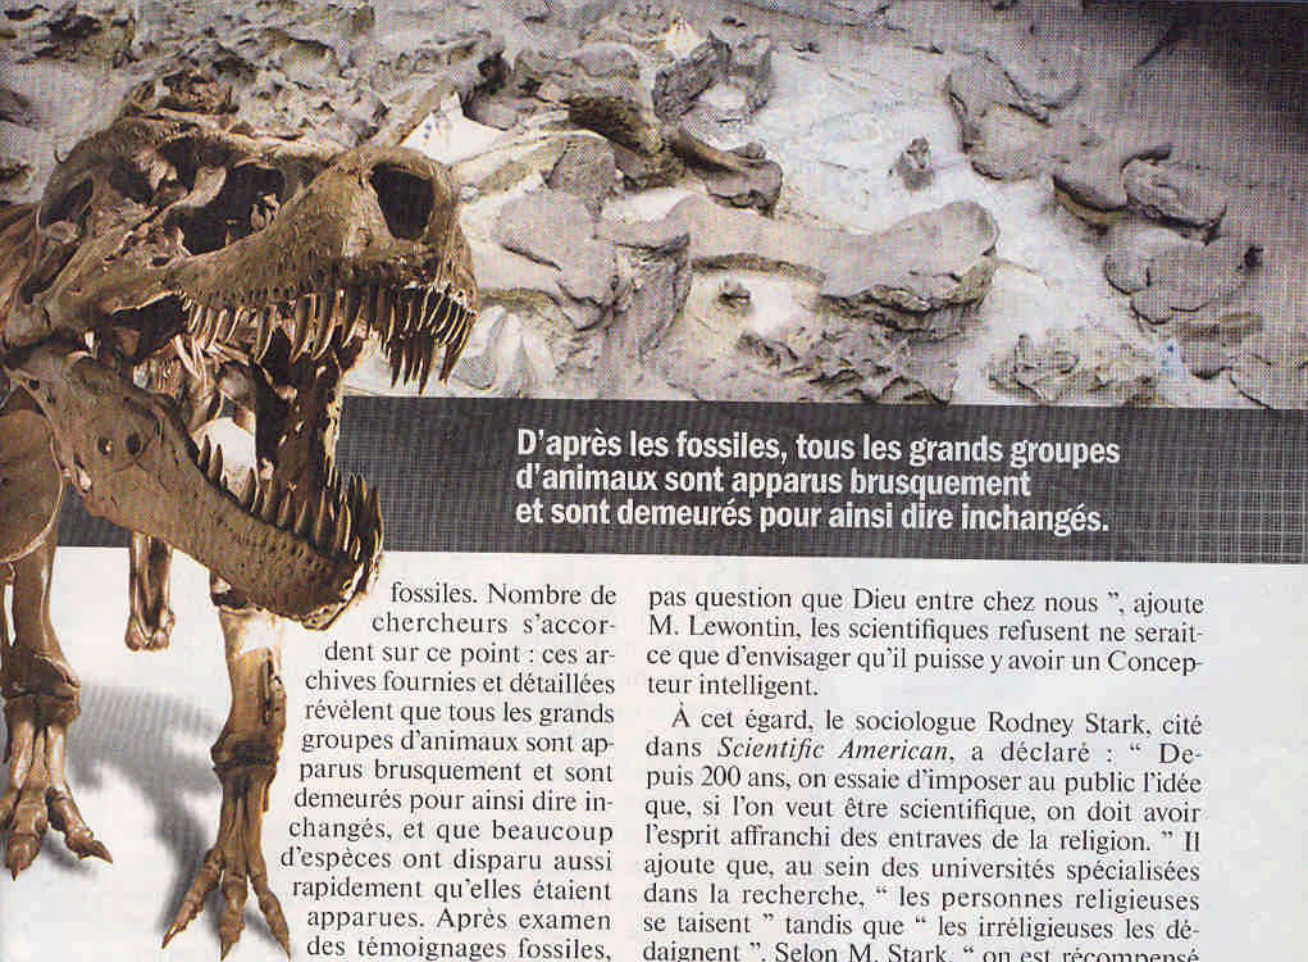 D'après les fossiles, tous les grands groupes
d'animaux sont apparus brusquement
et sont demeurés pour ainsi dire inchangés.
fossiles. Nombre de
chercheurs s'accor-
dent sur ce point : ces ar-
chives fournies et détaillées
révèlent que tous les grands
groupes d'animaux sont ap-
parus brusquement et sont
demeurés pour ainsi dire in-
changés, et que beaucoup
d'espèces ont disparu aussi
rapidement qu'elles étaient
apparues. Après examen
des témoignages fossiles,
pas question que Dieu entre chez nous ”, ajoute
M. Lewontin, les scientifiques refusent ne serait-
ce que d'envisager qu'il puisse y avoir un Concep-
teur intelligent.
À cet égard, le sociologue Rodney Stark, cité
dans Scientific American, a déclaré : “ De-
puis 200 ans, on essaie d'imposer au public l'idée
que, si l'on veut être scientifique, on doit avoir
l'esprit affranchi des entraves de la religion. ” Il
ajoute que, au sein des universités spécialisées
dans la recherche, “ les personnes religieuses
se taisent ” tandis que “ les irréligieuses les dé-
daignent ”. Selon M. Stark, “ on est récompensé